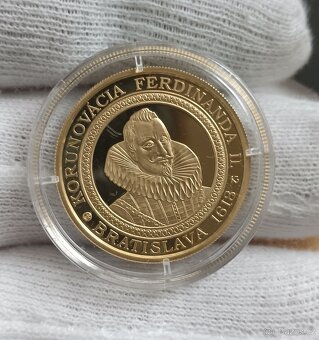 KORUNOVÁCIA FERDINANDA II.
BRATISLAVA 1618